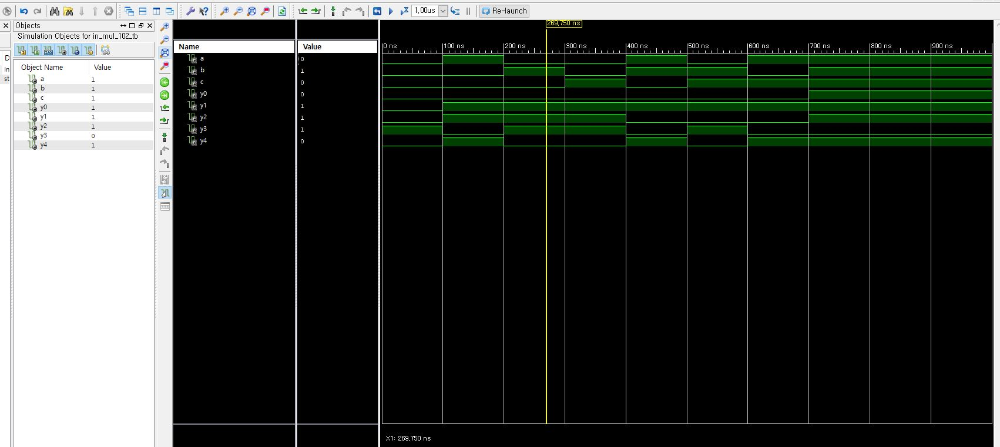 1.00us
Re-launch
Objects
Simulation Objects for in_mul_102_tb
D
in
st
Object Name Value
a 1
b 1
c 1
y0 1
y1 1
y2 1
y3 0
y4 1
Name Value
a 0
b 1
c 0
y0 0
y1 1
y2 1
y3 1
y4 0
269.750 ns
0 ns 100 ns 200 ns 300 ns 400 ns 500 ns 600 ns 700 ns 800 ns 900 ns
X1: 269.750 ns